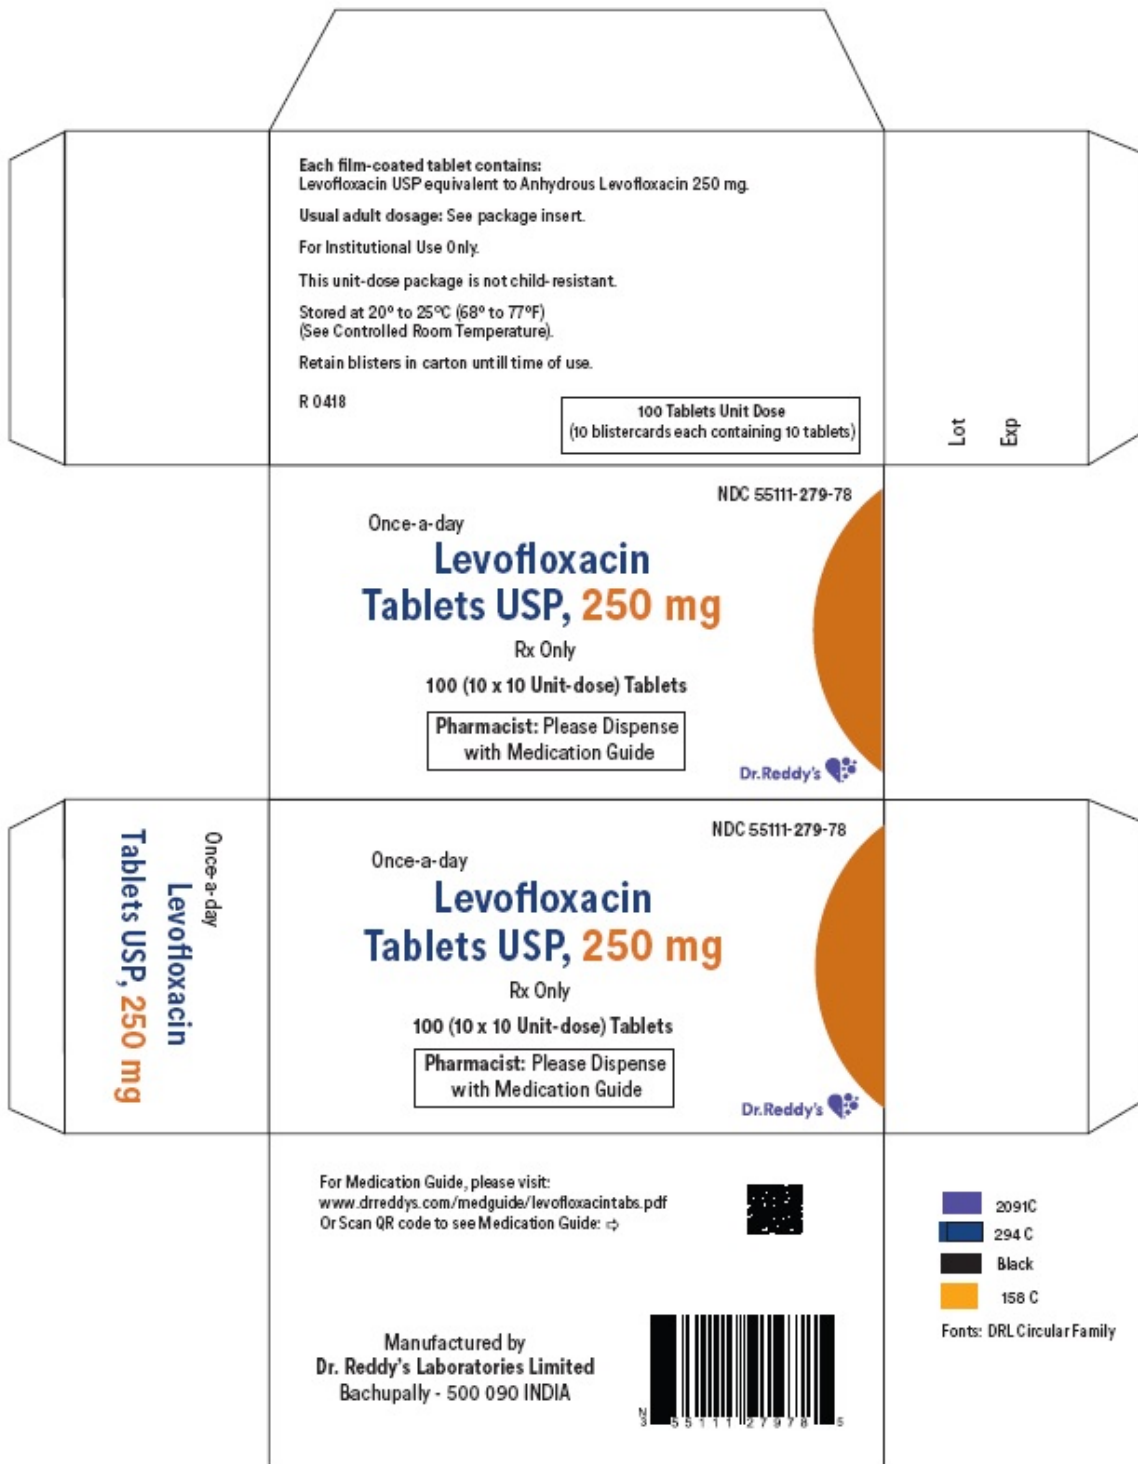 Each film-coated tablet contains:
Levofloxacin USP equivalent to Anhydrous Levofloxacin 250 mg.
Usual adult dosage: See package insert.
For Institutional Use Only.
This unit-dose package is not child-resistant.
Stored at 20° to 25°C (68° to 77°F)
(See Controlled Room Temperature).
Retain blisters in carton untill time of use.
R 0418
100 Tablets Unit Dose
(10 blistercards each containing 10 tablets)
Lot
Exp
NDC 55111-279-78
Once-a-day
Levofloxacin
Tablets USP, 250 mg
Rx Only
100 (10 x 10 Unit-dose) Tablets
Pharmacist: Please Dispense
with Medication Guide
Dr.Reddy's
Once-a-day
Levofloxacin
Tablets USP, 250 mg
NDC 55111-279-78
Once-a-day
Levofloxacin
Tablets USP, 250 mg
Rx Only
100 (10 x 10 Unit-dose) Tablets
Pharmacist: Please Dispense
with Medication Guide
Dr.Reddy's
For Medication Guide, please visit:
www.drreddys.com/medguide/levofloxacintabs.pdf
Or Scan QR code to see Medication Guide: ⇨
Manufactured by
Dr. Reddy's Laboratories Limited
Bachupally - 500 090 INDIA
N
3 55111 27978 5
2091C
294 C
Black
158 C
Fonts: DRL Circular Family